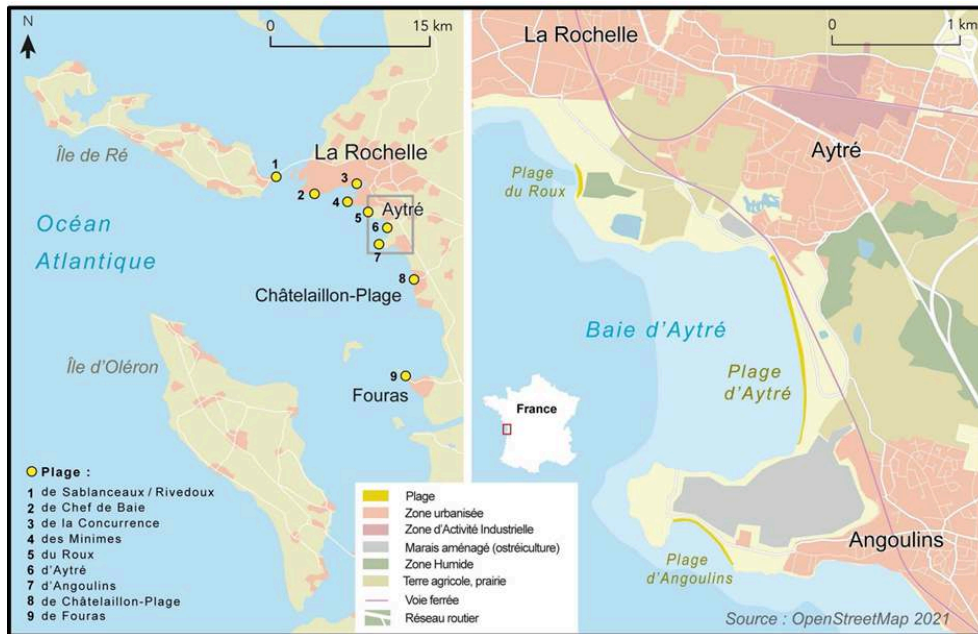 N
0 15 km
Île de Ré
La Rochelle
1
2
3
4
5
Aytré
6
7
Océan
Atlantique
8
Châtelaillon-Plage
Île d'Oléron
9
Fouras
Plage :
1 de Sablanceaux / Rivedoux
2 de Chef de Baie
3 de la Concurrence
4 des Minimes
5 du Roux
6 d'Aytré
7 d'Angoulins
8 de Châtelaillon-Plage
9 de Fouras
La Rochelle
0 1 km
Aytré
Plage
du Roux
Baie d'Aytré
Plage
d'Aytré
France
Plage
Zone urbanisée
Zone d'Activité Industrielle
Marais aménagé (ostréiculture)
Zone Humide
Terre agricole, prairie
Voie ferrée
Réseau routier
Angoulins
Plage
d'Angoulins
Source : OpenStreetMap 2021